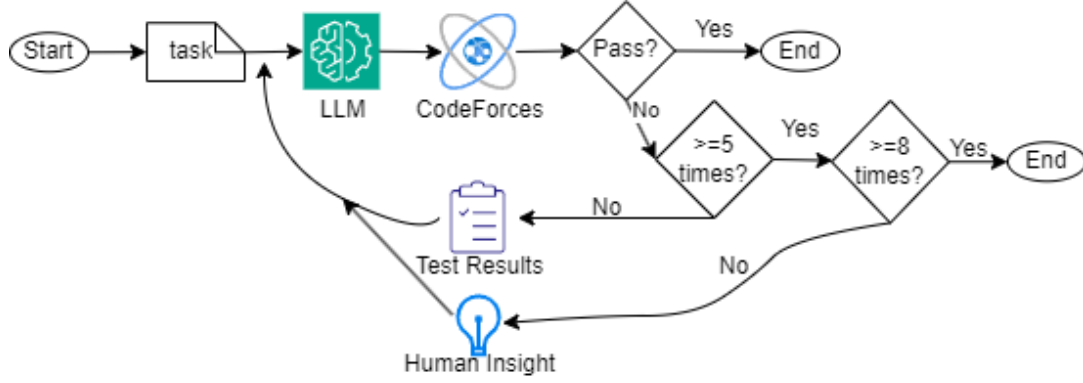 Start
task
LLM
CodeForces
Pass?
Yes
End
No
>=5
times?
Yes
>=8
times?
Yes
End
No
Test Results
No
Human Insight